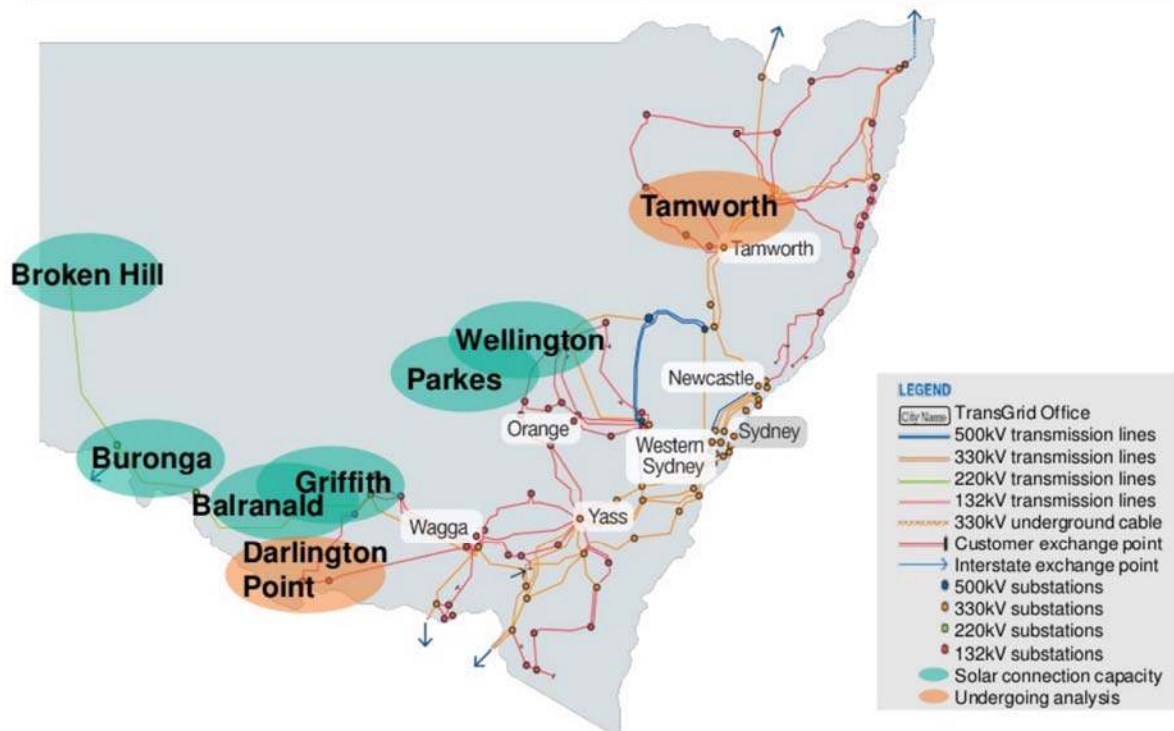 Tamworth
Tamworth
Broken Hill
Wellington
Parkes
Newcastle
Orange
Western
Sydney
Sydney
Buronga
Griffith
Balranald
Wagga
Yass
Darlington
Point
LEGEND
City Name TransGrid Office
500kV transmission lines
330kV transmission lines
220kV transmission lines
132kV transmission lines
330kV underground cable
Customer exchange point
Interstate exchange point
500kV substations
330kV substations
220kV substations
132kV substations
Solar connection capacity
Undergoing analysis